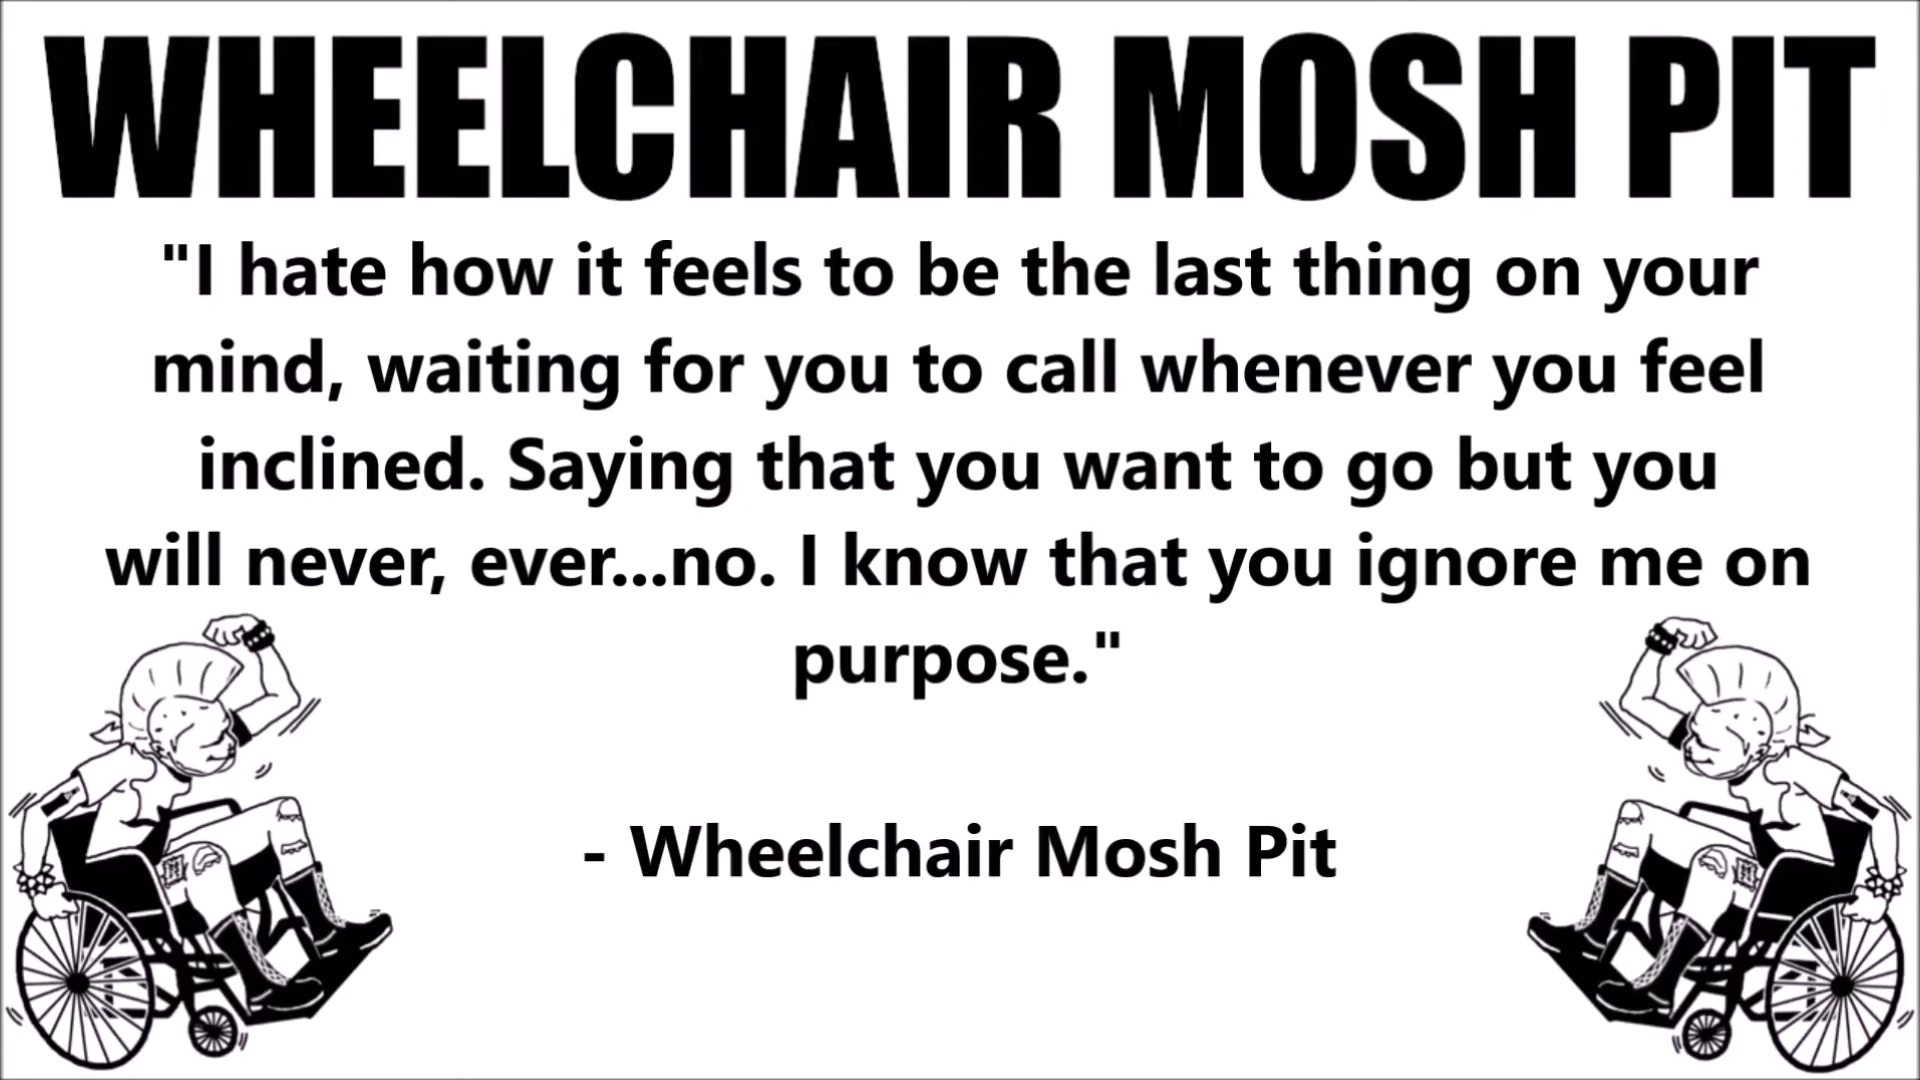 WHEELCHAIR MOSH PIT
"I hate how it feels to be the last thing on your
mind, waiting for you to call whenever you feel
inclined. Saying that you want to go but you
will never, ever...no. I know that you ignore me on
purpose."
- Wheelchair Mosh Pit